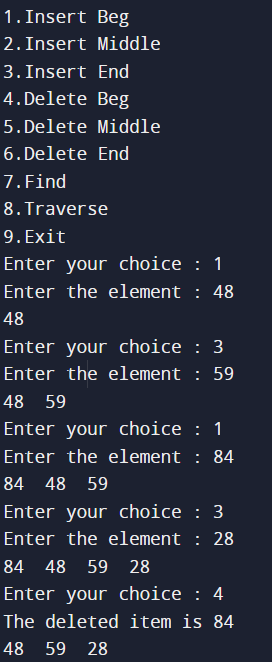 1.Insert Beg
2.Insert Middle
3.Insert End
4.Delete Beg
5.Delete Middle
6.Delete End
7.Find
8.Traverse
9.Exit
Enter your choice : 1
Enter the element : 48
48
Enter your choice : 3
Enter the element : 59
48  59
Enter your choice : 1
Enter the element : 84
84  48  59
Enter your choice : 3
Enter the element : 28
84  48  59  28
Enter your choice : 4
The deleted item is 84
48  59  28